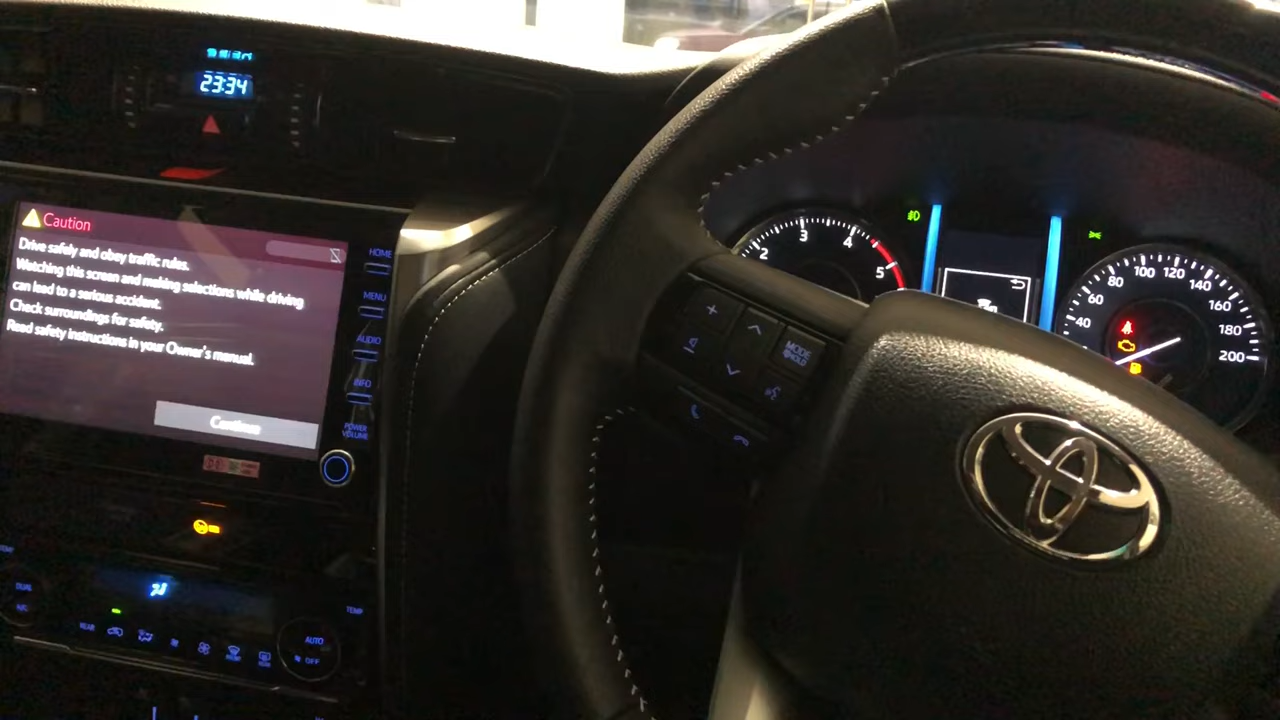 23:34
Caution
Drive safely and obey traffic rules.
Watching this screen and making selections while driving
can lead to a serious accident.
Check surroundings for safety.
Read safety instructions in your Owner's manual.
Continue
HOME
MENU
AUDIO
INFO
POWER
VOLUME
MODE
HOLD
2
3
4
5
40
60
80
100
120
140
160
180
200
DUAL
REAR
TEMP
AUTO
OFF